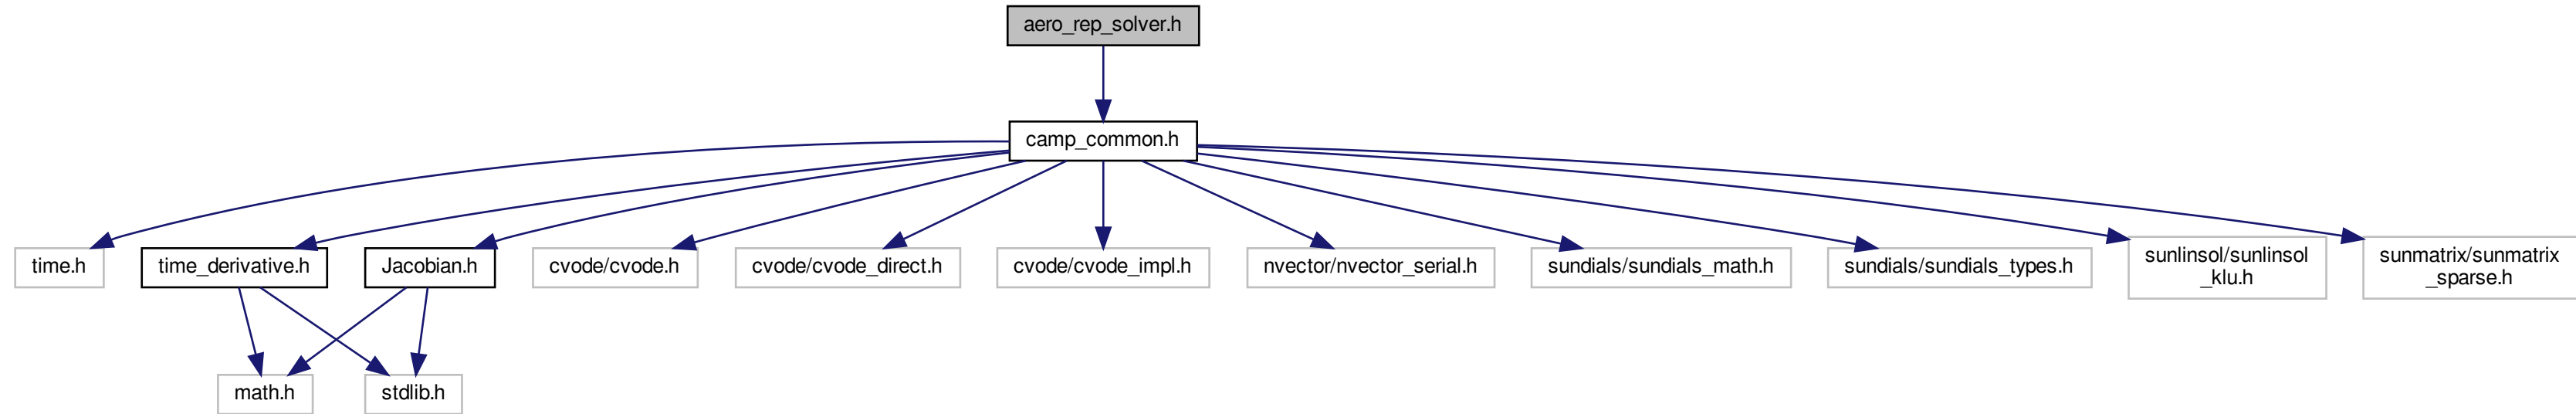 aero_rep_solver.h
camp_common.h
time.h
time_derivative.h
Jacobian.h
cvode/cvode.h
cvode/cvode_direct.h
cvode/cvode_impl.h
nvector/nvector_serial.h
sundials/sundials_math.h
sundials/sundials_types.h
sunlinsol/sunlinsol
_klu.h
sunmatrix/sunmatrix
_sparse.h
math.h
stdlib.h